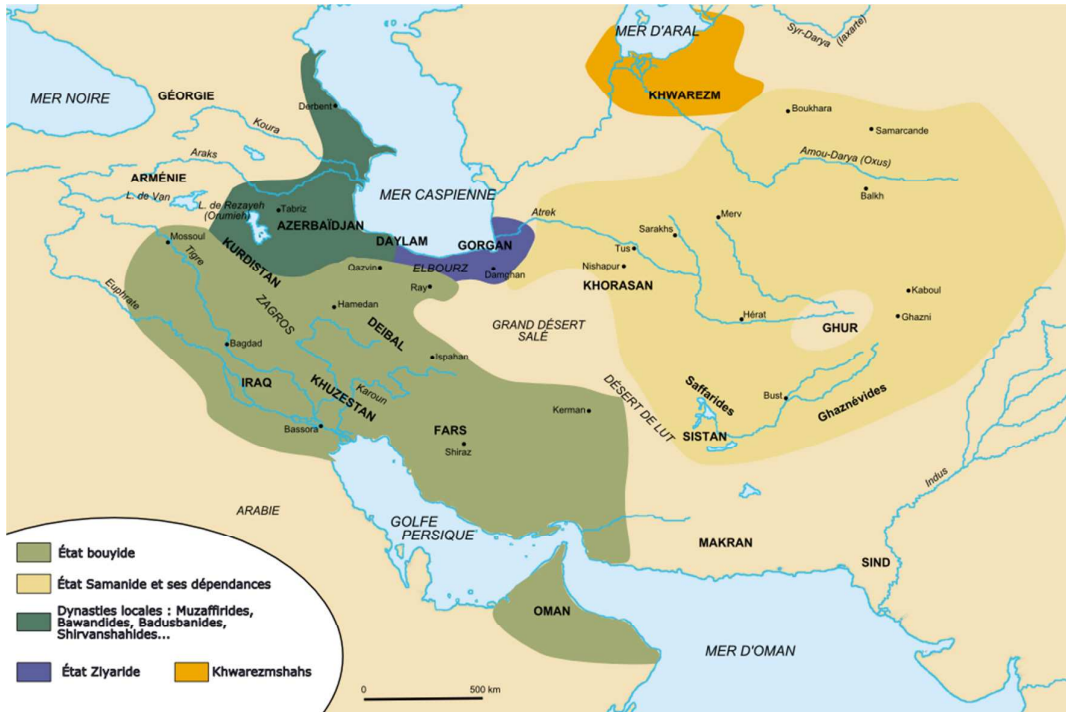 MER D'ARAL
Syr-Darya (Iaxarte)
MER NOIRE
GÉORGIE
KHWAREZM
Derbent
Boukhara
Koura
Samarcande
Araks
Amou-Darya (Oxus)
ARMÉNIE
L. de Van
MER CASPIENNE
Balkh
L. de Rezayeh
(Orumieh)
Tabriz
AZERBAÏDJAN
Atrek
Merv
Mossoul
DAYLAM
GORGAN
Sarakhs
Tus
Tigre
KURDISTAN
Qazvin
ELBOURZ
Damghan
Nishapur
KHORASAN
Euphrate
ZAGROS
Ray
Kaboul
Hamedan
DEIBAL
GRAND DÉSERT
SALÉ
Hérat
GHUR
Ghazni
Bagdad
Ispahan
IRAQ
KHUZESTAN
Karoun
DÉSERT DE LUT
Saffarides
Bust
Ghaznévides
Kerman
Bassora
FARS
Shiraz
SISTAN
Indus
ARABIE
GOLFE
PERSIQUE
MAKRAN
SIND
OMAN
MER D'OMAN
État bouyide
État Samanide et ses dépendances
Dynasties locales : Muzaffirides,
Bawandides, Badusbanides,
Shirvanshahides...
État Ziyaride
Khwarezmshahs
0
500 km